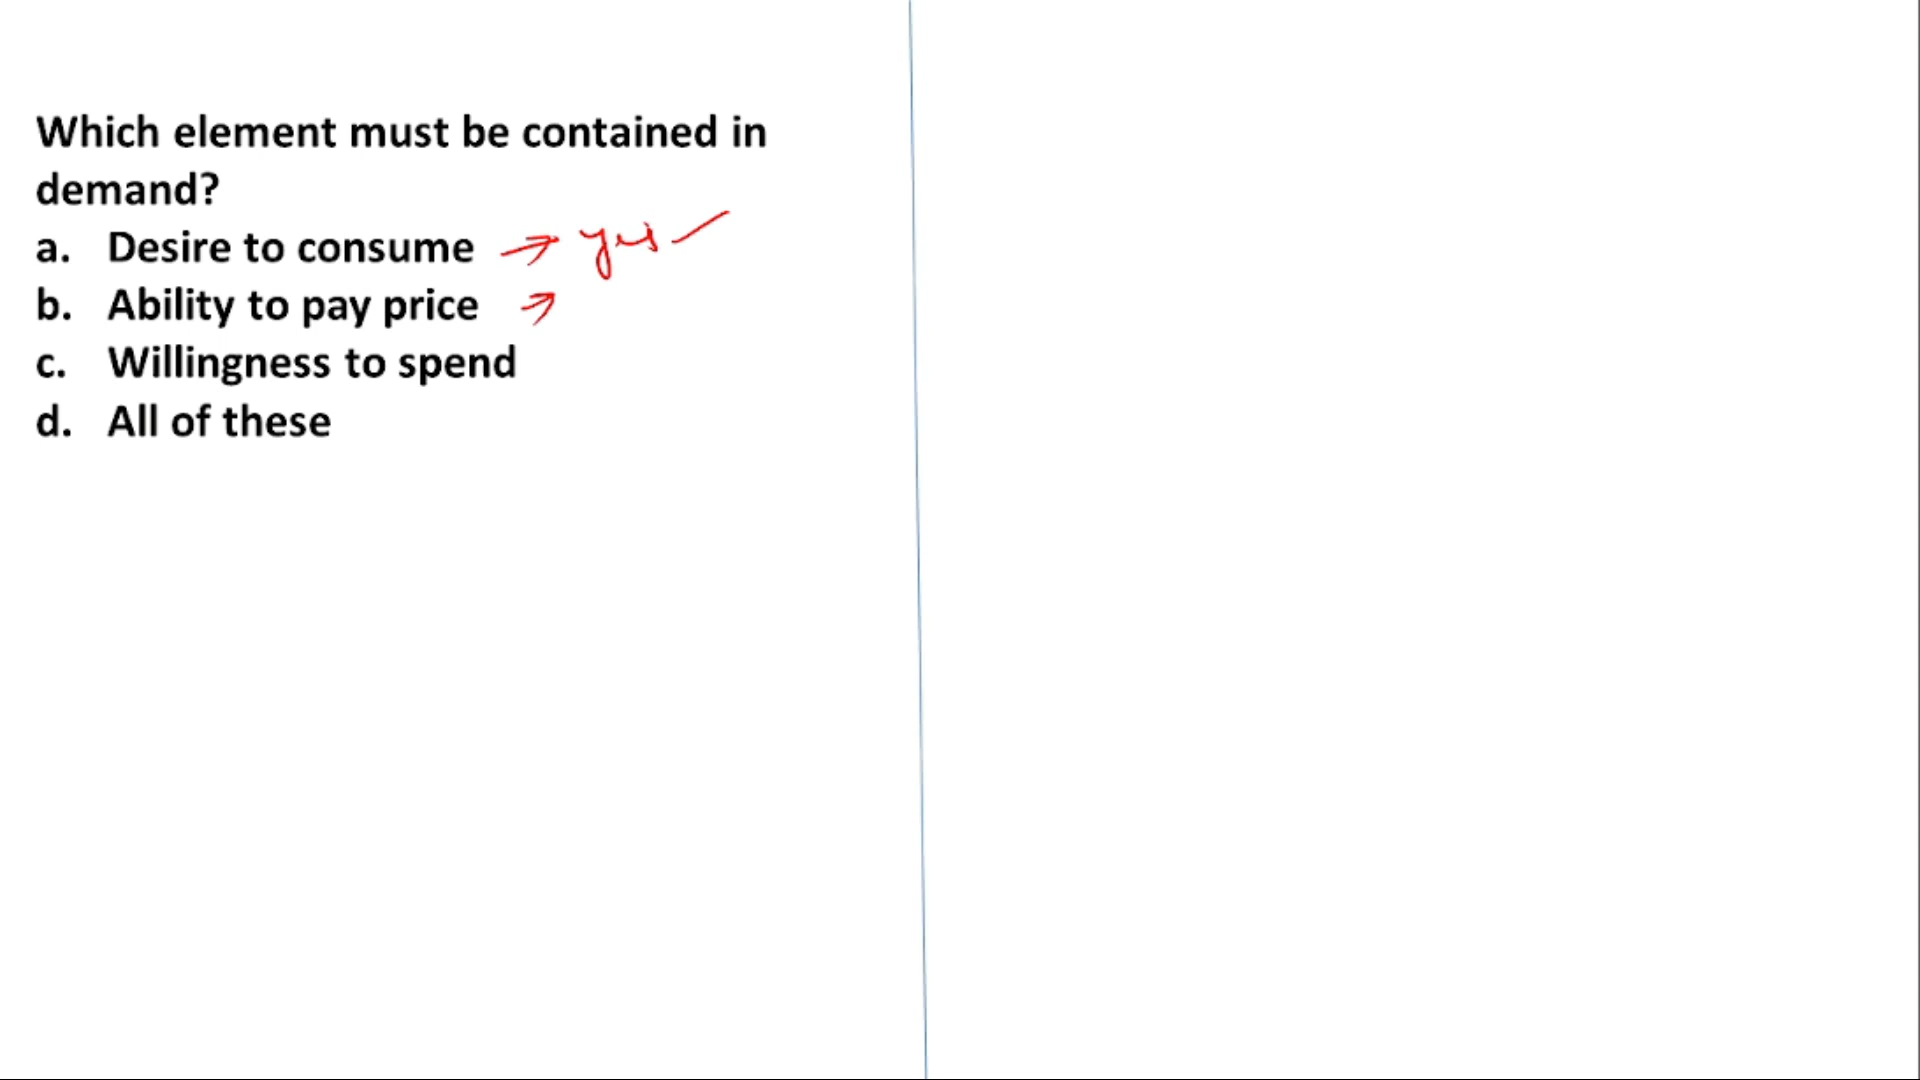 Which element must be contained in
demand?
a. Desire to consume → yes ✓
b. Ability to pay price →
c. Willingness to spend
d. All of these